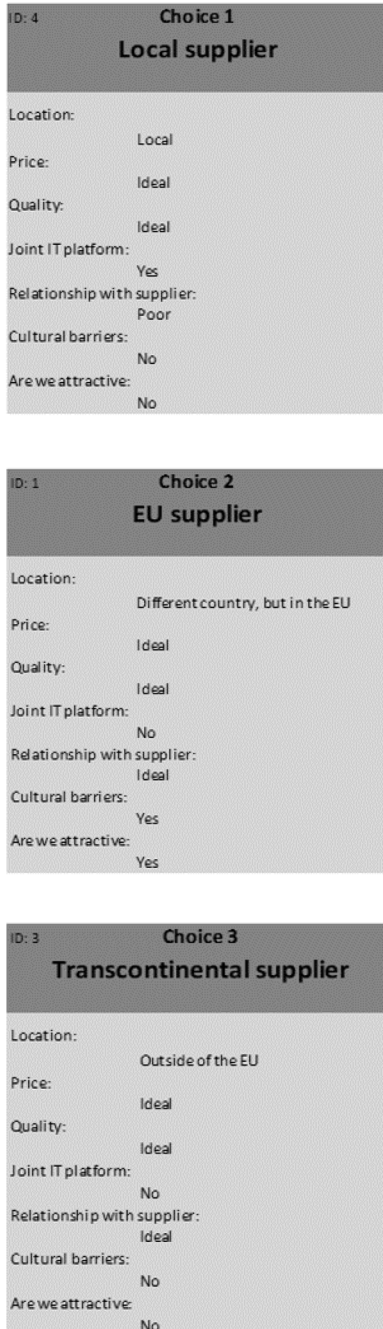 ID: 4 Choice 1
Local supplier
Location:
Local
Price:
Ideal
Quality:
Ideal
Joint IT platform:
Yes
Relationship with supplier:
Poor
Cultural barriers:
No
Are we attractive:
No
ID: 1 Choice 2
EU supplier
Location:
Different country, but in the EU
Price:
Ideal
Quality:
Ideal
Joint IT platform:
No
Relationship with supplier:
Ideal
Cultural barriers:
Yes
Are we attractive:
Yes
ID: 3 Choice 3
Transcontinental supplier
Location:
Outside of the EU
Price:
Ideal
Quality:
Ideal
Joint IT platform:
No
Relationship with supplier:
Ideal
Cultural barriers:
No
Are we attractive:
No